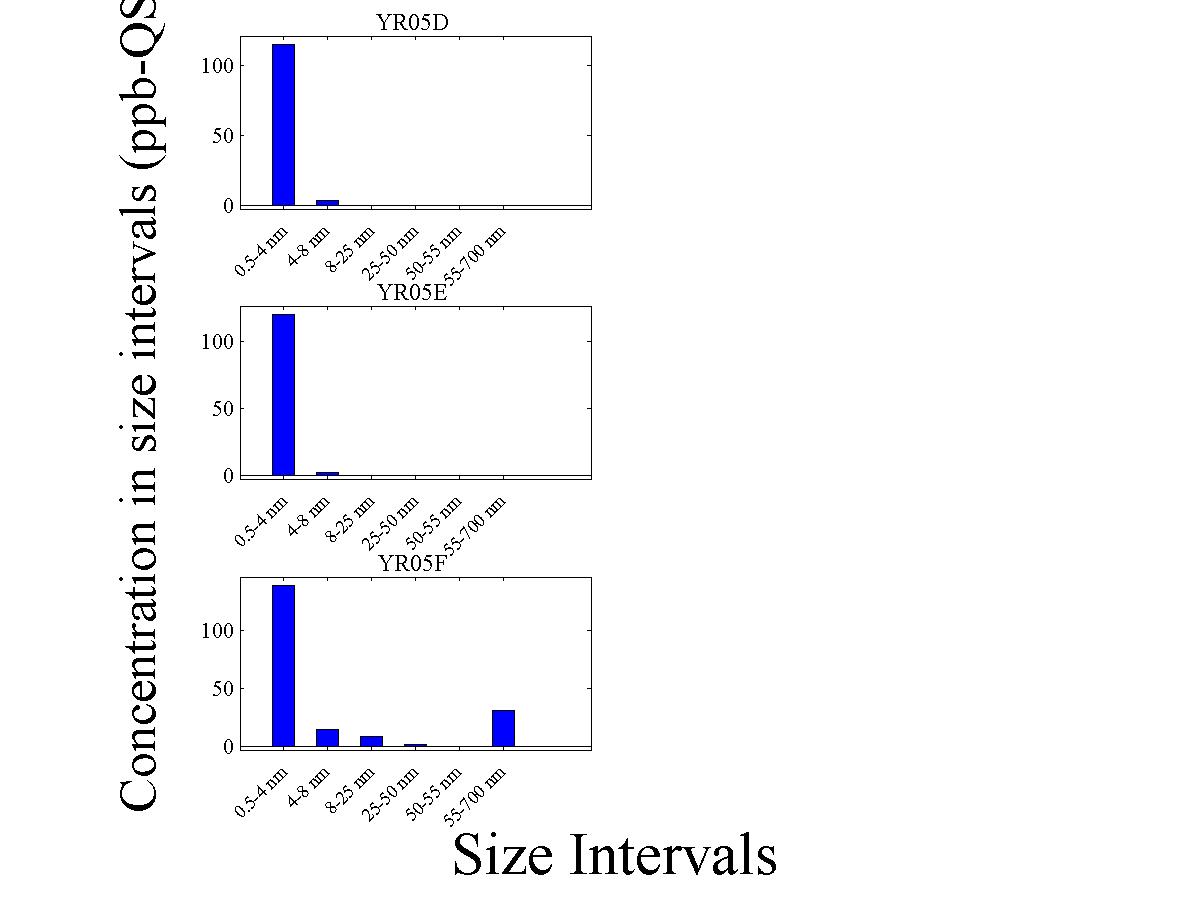 Concentration in size intervals (ppb-QS
YR05D
100
50
0
0.5-4 nm
4-8 nm
8-25 nm
25-50 nm
50-55 nm
55-700 nm
YR05E
100
50
0
0.5-4 nm
4-8 nm
8-25 nm
25-50 nm
50-55 nm
55-700 nm
YR05F
100
50
0
0.5-4 nm
4-8 nm
8-25 nm
25-50 nm
50-55 nm
55-700 nm
Size Intervals